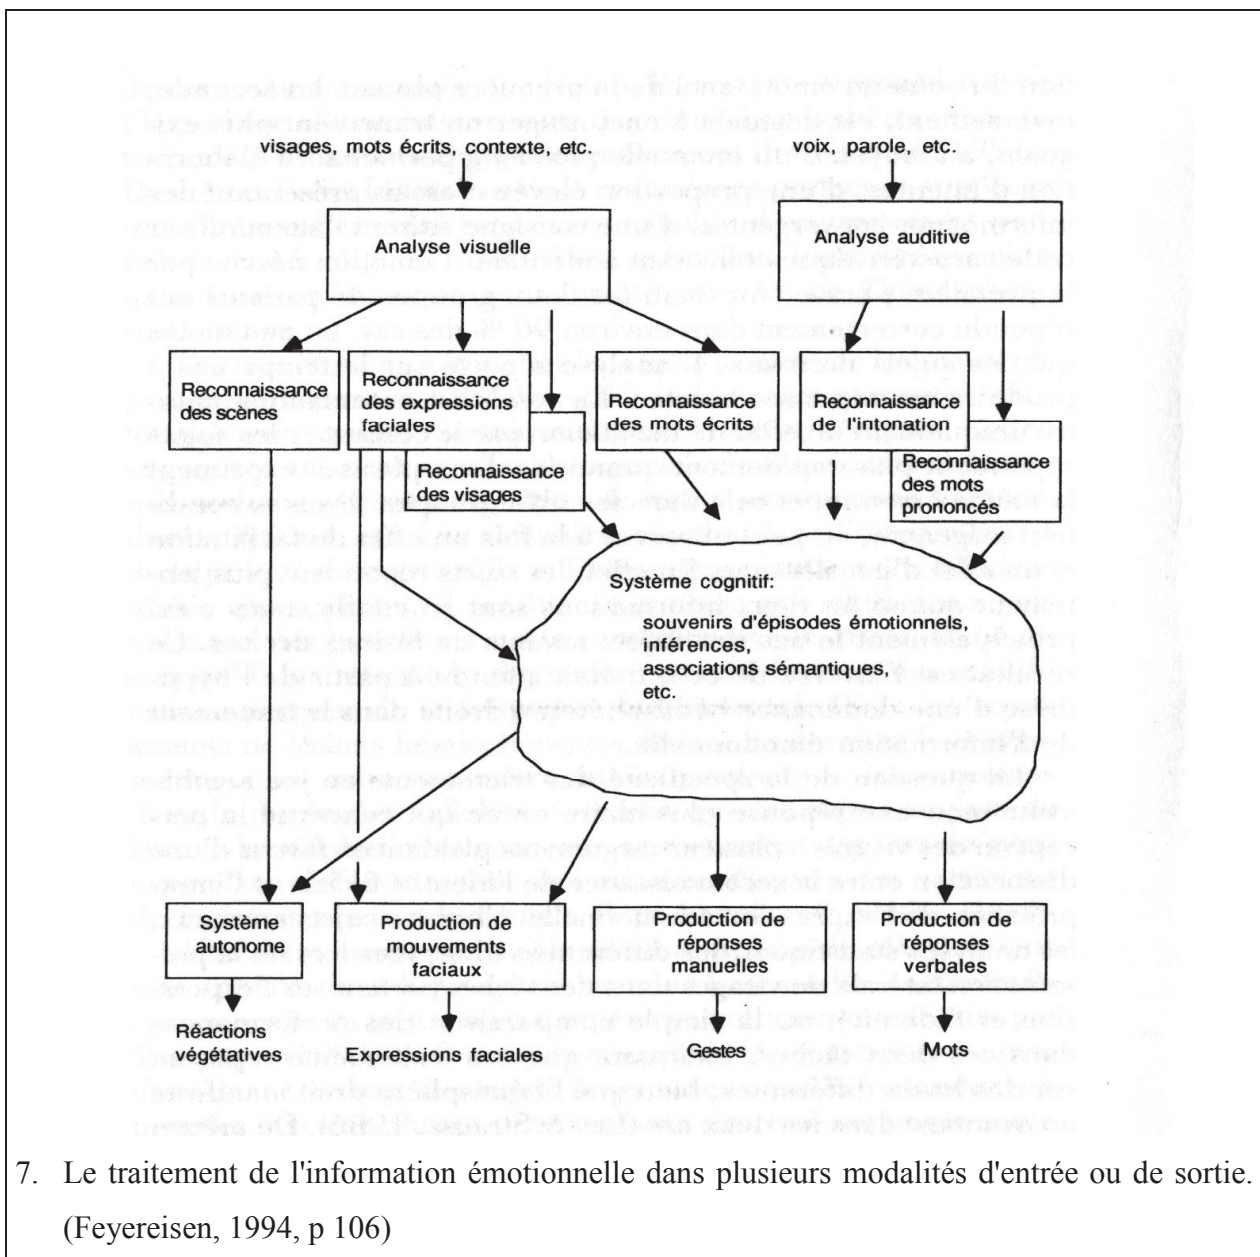 visages, mots écrits, contexte, etc.
voix, parole, etc.
Analyse visuelle
Analyse auditive
Reconnaissance
des scènes
Reconnaissance
des expressions
faciales
Reconnaissance
des visages
Reconnaissance
des mots écrits
Reconnaissance
de l'intonation
Reconnaissance
des mots
prononcés
Système cognitif:
souvenirs d'épisodes émotionnels,
inférences,
associations sémantiques,
etc.
Système
autonome
Production de
mouvements
faciaux
Production de
réponses
manuelles
Production de
réponses
verbales
Réactions
végétatives
Expressions faciales
Gestes
Mots
7. Le traitement de l'information émotionnelle dans plusieurs modalités d'entrée ou de sortie.
(Feyereisen, 1994, p 106)